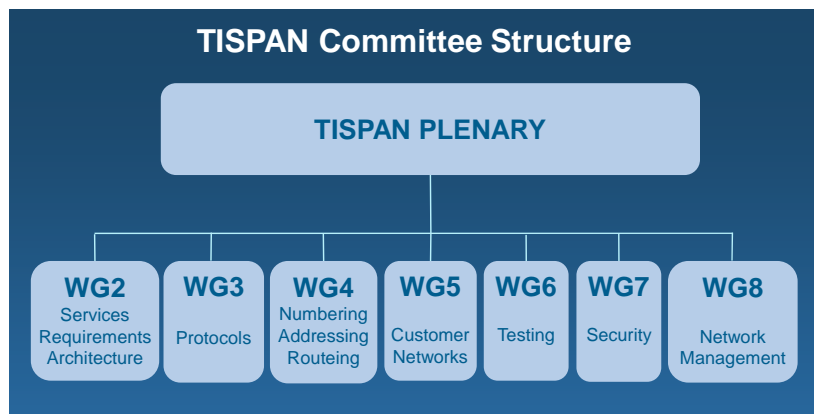 TISPAN Committee Structure
TISPAN PLENARY
WG2
Services
Requirements
Architecture
WG3
Protocols
WG4
Numbering
Addressing
Routeing
WG5
Customer
Networks
WG6
Testing
WG7
Security
WG8
Network
Management